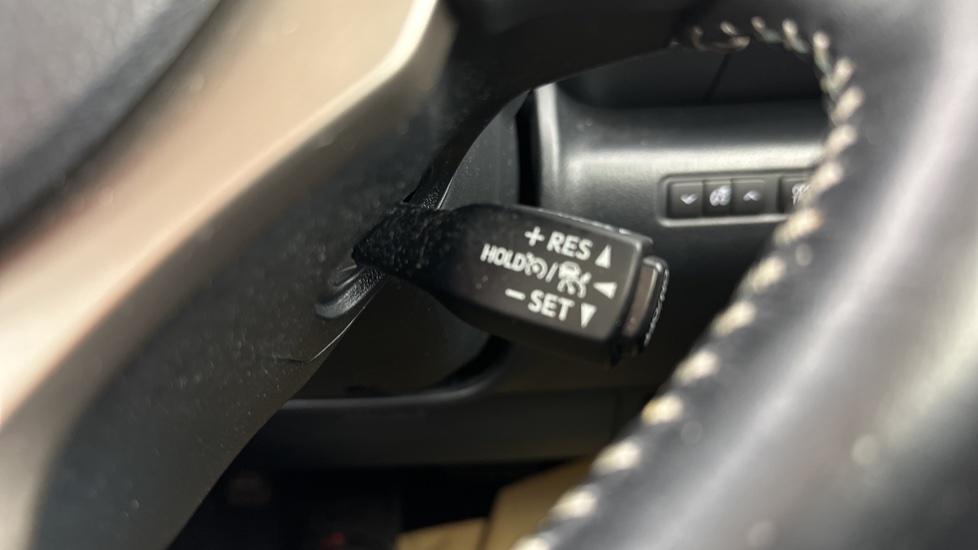 + RES
HOLD /
– SET